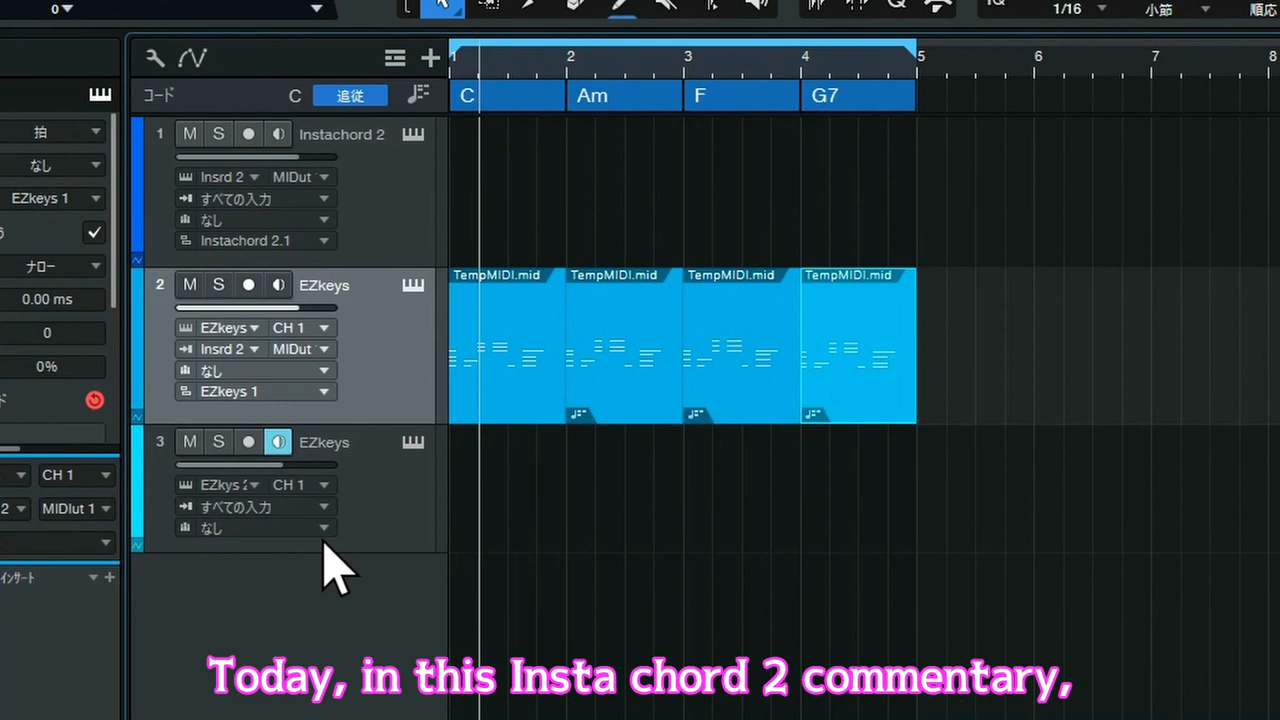 0
1/16 小節 順応
1 2 3 4 5 6 7 8
コード C 追従 C Am F G7
拍
なし
EZkeys 1
ナロー
0.00 ms
0
0%
CH 1
2 MIDIut 1
インサート
1 M S Instachord 2
Insrd 2 MIDut
すべての入力
なし
Instachord 2.1
2 M S EZkeys
EZkeys CH 1
Insrd 2 MIDut
なし
EZkeys 1
TempMIDI.mid TempMIDI.mid TempMIDI.mid TempMIDI.mid
3 M S EZkeys
EZkys 2 CH 1
すべての入力
なし
Today, in this Insta chord 2 commentary,